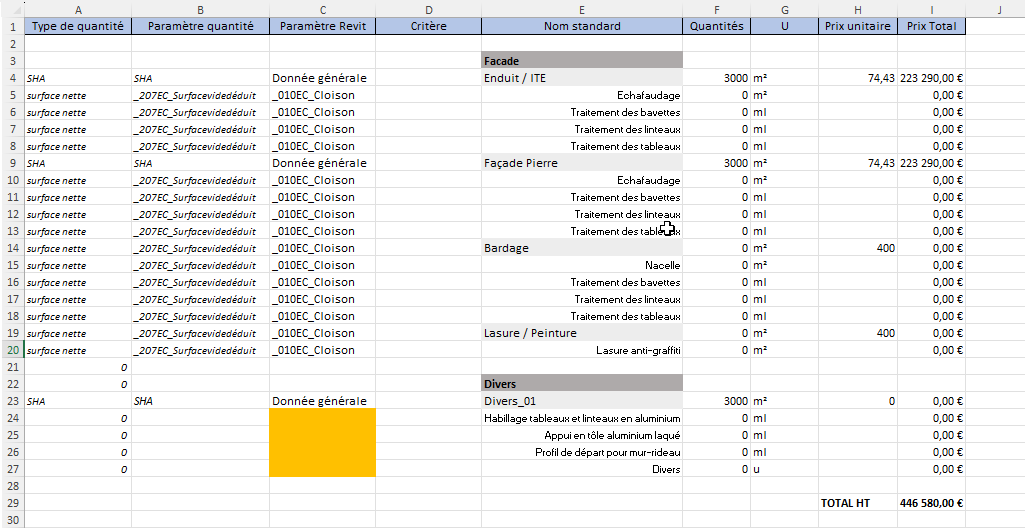 A B C D E F G H I J
1 Type de quantité Paramètre quantité Paramètre Revit Critère Nom standard Quantités U Prix unitaire Prix Total
2
3 Facade
4 SHA SHA Donnée générale Enduit / ITE 3000 m² 74,43 223 290,00 €
5 surface nette _207EC_Surfacevidedéduit _010EC_Cloison Echafaudage 0 m² 0,00 €
6 surface nette _207EC_Surfacevidedéduit _010EC_Cloison Traitement des bavettes 0 ml 0,00 €
7 surface nette _207EC_Surfacevidedéduit _010EC_Cloison Traitement des linteaux 0 ml 0,00 €
8 surface nette _207EC_Surfacevidedéduit _010EC_Cloison Traitement des tableaux 0 ml 0,00 €
9 SHA SHA Donnée générale Façade Pierre 3000 m² 74,43 223 290,00 €
10 surface nette _207EC_Surfacevidedéduit _010EC_Cloison Echafaudage 0 m² 0,00 €
11 surface nette _207EC_Surfacevidedéduit _010EC_Cloison Traitement des bavettes 0 ml 0,00 €
12 surface nette _207EC_Surfacevidedéduit _010EC_Cloison Traitement des linteaux 0 ml 0,00 €
13 surface nette _207EC_Surfacevidedéduit _010EC_Cloison Traitement des tableaux 0 ml 0,00 €
14 surface nette _207EC_Surfacevidedéduit _010EC_Cloison Bardage 0 m² 400 0,00 €
15 surface nette _207EC_Surfacevidedéduit _010EC_Cloison Nacelle 0 m² 0,00 €
16 surface nette _207EC_Surfacevidedéduit _010EC_Cloison Traitement des bavettes 0 ml 0,00 €
17 surface nette _207EC_Surfacevidedéduit _010EC_Cloison Traitement des linteaux 0 ml 0,00 €
18 surface nette _207EC_Surfacevidedéduit _010EC_Cloison Traitement des tableaux 0 ml 0,00 €
19 surface nette _207EC_Surfacevidedéduit _010EC_Cloison Lasure / Peinture 0 m² 400 0,00 €
20 surface nette _207EC_Surfacevidedéduit _010EC_Cloison Lasure anti-graffiti 0 m² 0,00 €
21 0
22 0 Divers
23 SHA SHA Donnée générale Divers_01 3000 m² 0 0,00 €
24 0 Habillage tableaux et linteaux en aluminium 0 ml 0,00 €
25 0 Appui en tôle aluminium laqué 0 ml 0,00 €
26 0 Profil de départ pour mur-rideau 0 ml 0,00 €
27 0 Divers 0 u 0,00 €
28
29 TOTAL HT 446 580,00 €
30